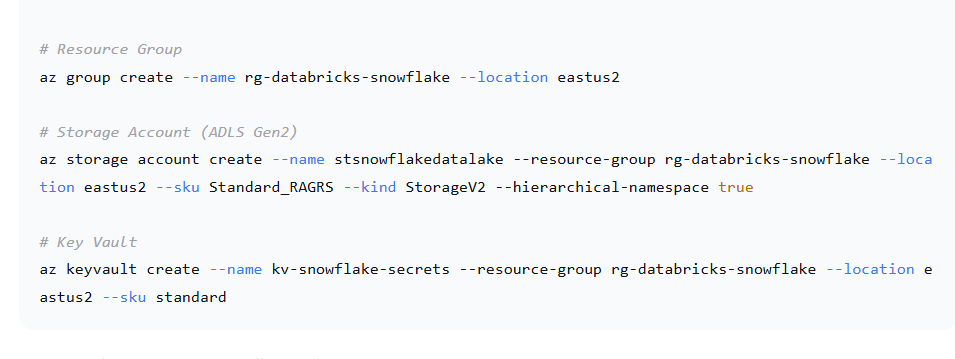 # Resource Group
az group create --name rg-databricks-snowflake --location eastus2
# Storage Account (ADLS Gen2)
az storage account create --name stsnowflakedatalake --resource-group rg-databricks-snowflake --loca
tion eastus2 --sku Standard_RAGRS --kind StorageV2 --hierarchical-namespace true
# Key Vault
az keyvault create --name kv-snowflake-secrets --resource-group rg-databricks-snowflake --location e
astus2 --sku standard